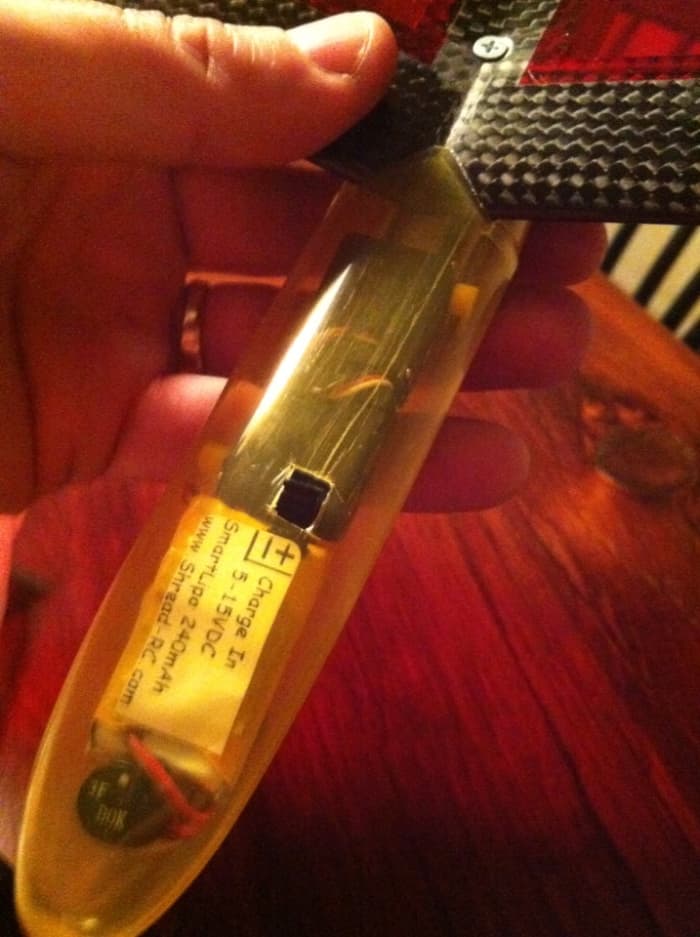 + Charge In
− 5-15VDC
SmartLipo 240mAh
www.Shread-RC.com